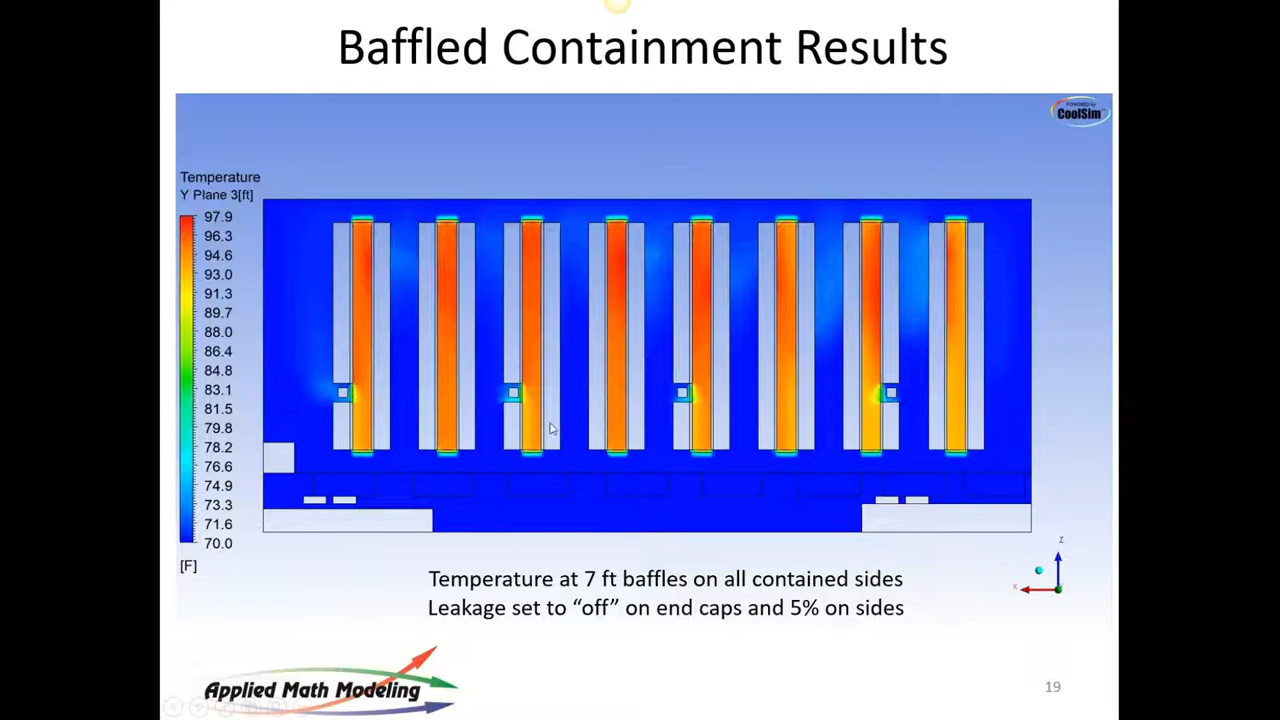 Baffled Containment Results
POWERED by
CoolSim
Temperature
Y Plane 3[ft]
97.9
96.3
94.6
93.0
91.3
89.7
88.0
86.4
84.8
83.1
81.5
79.8
78.2
76.6
74.9
73.3
71.6
70.0
[F]
Z
X
Temperature at 7 ft baffles on all contained sides
Leakage set to “off” on end caps and 5% on sides
Applied Math Modeling
19